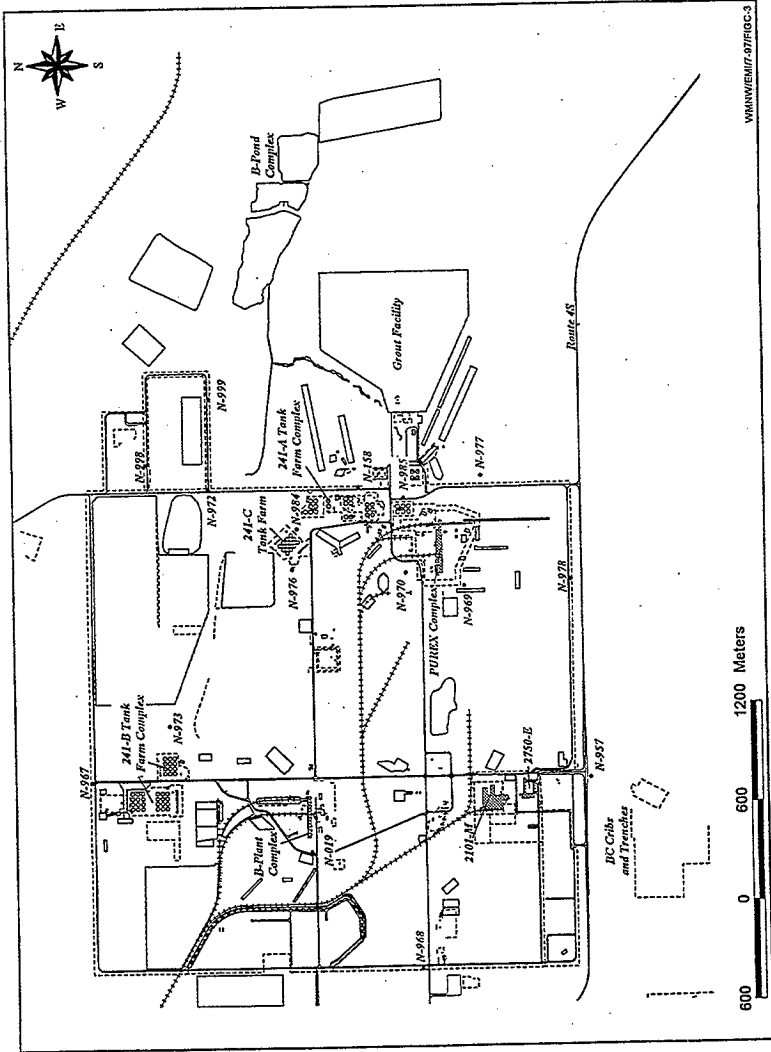 N
W
E
S
B-Pond
Complex
N-998
N-999
N-967
N-972
241-C
Tank Farm
N-984
241-A Tank
Farm Complex
N-158
Grout Facility
N-985
N-977
241-B Tank
Farm Complex
N-973
N-976
N-970
PUREX Complex
N-969
N-978
Route 4S
B-Plant
Complex
N-019
N-968
2101-M
2750-E
N-957
BC Cribs
and Trenches
600
0
600
1200 Meters
WMNW/EMI/7-97/FIGC-3